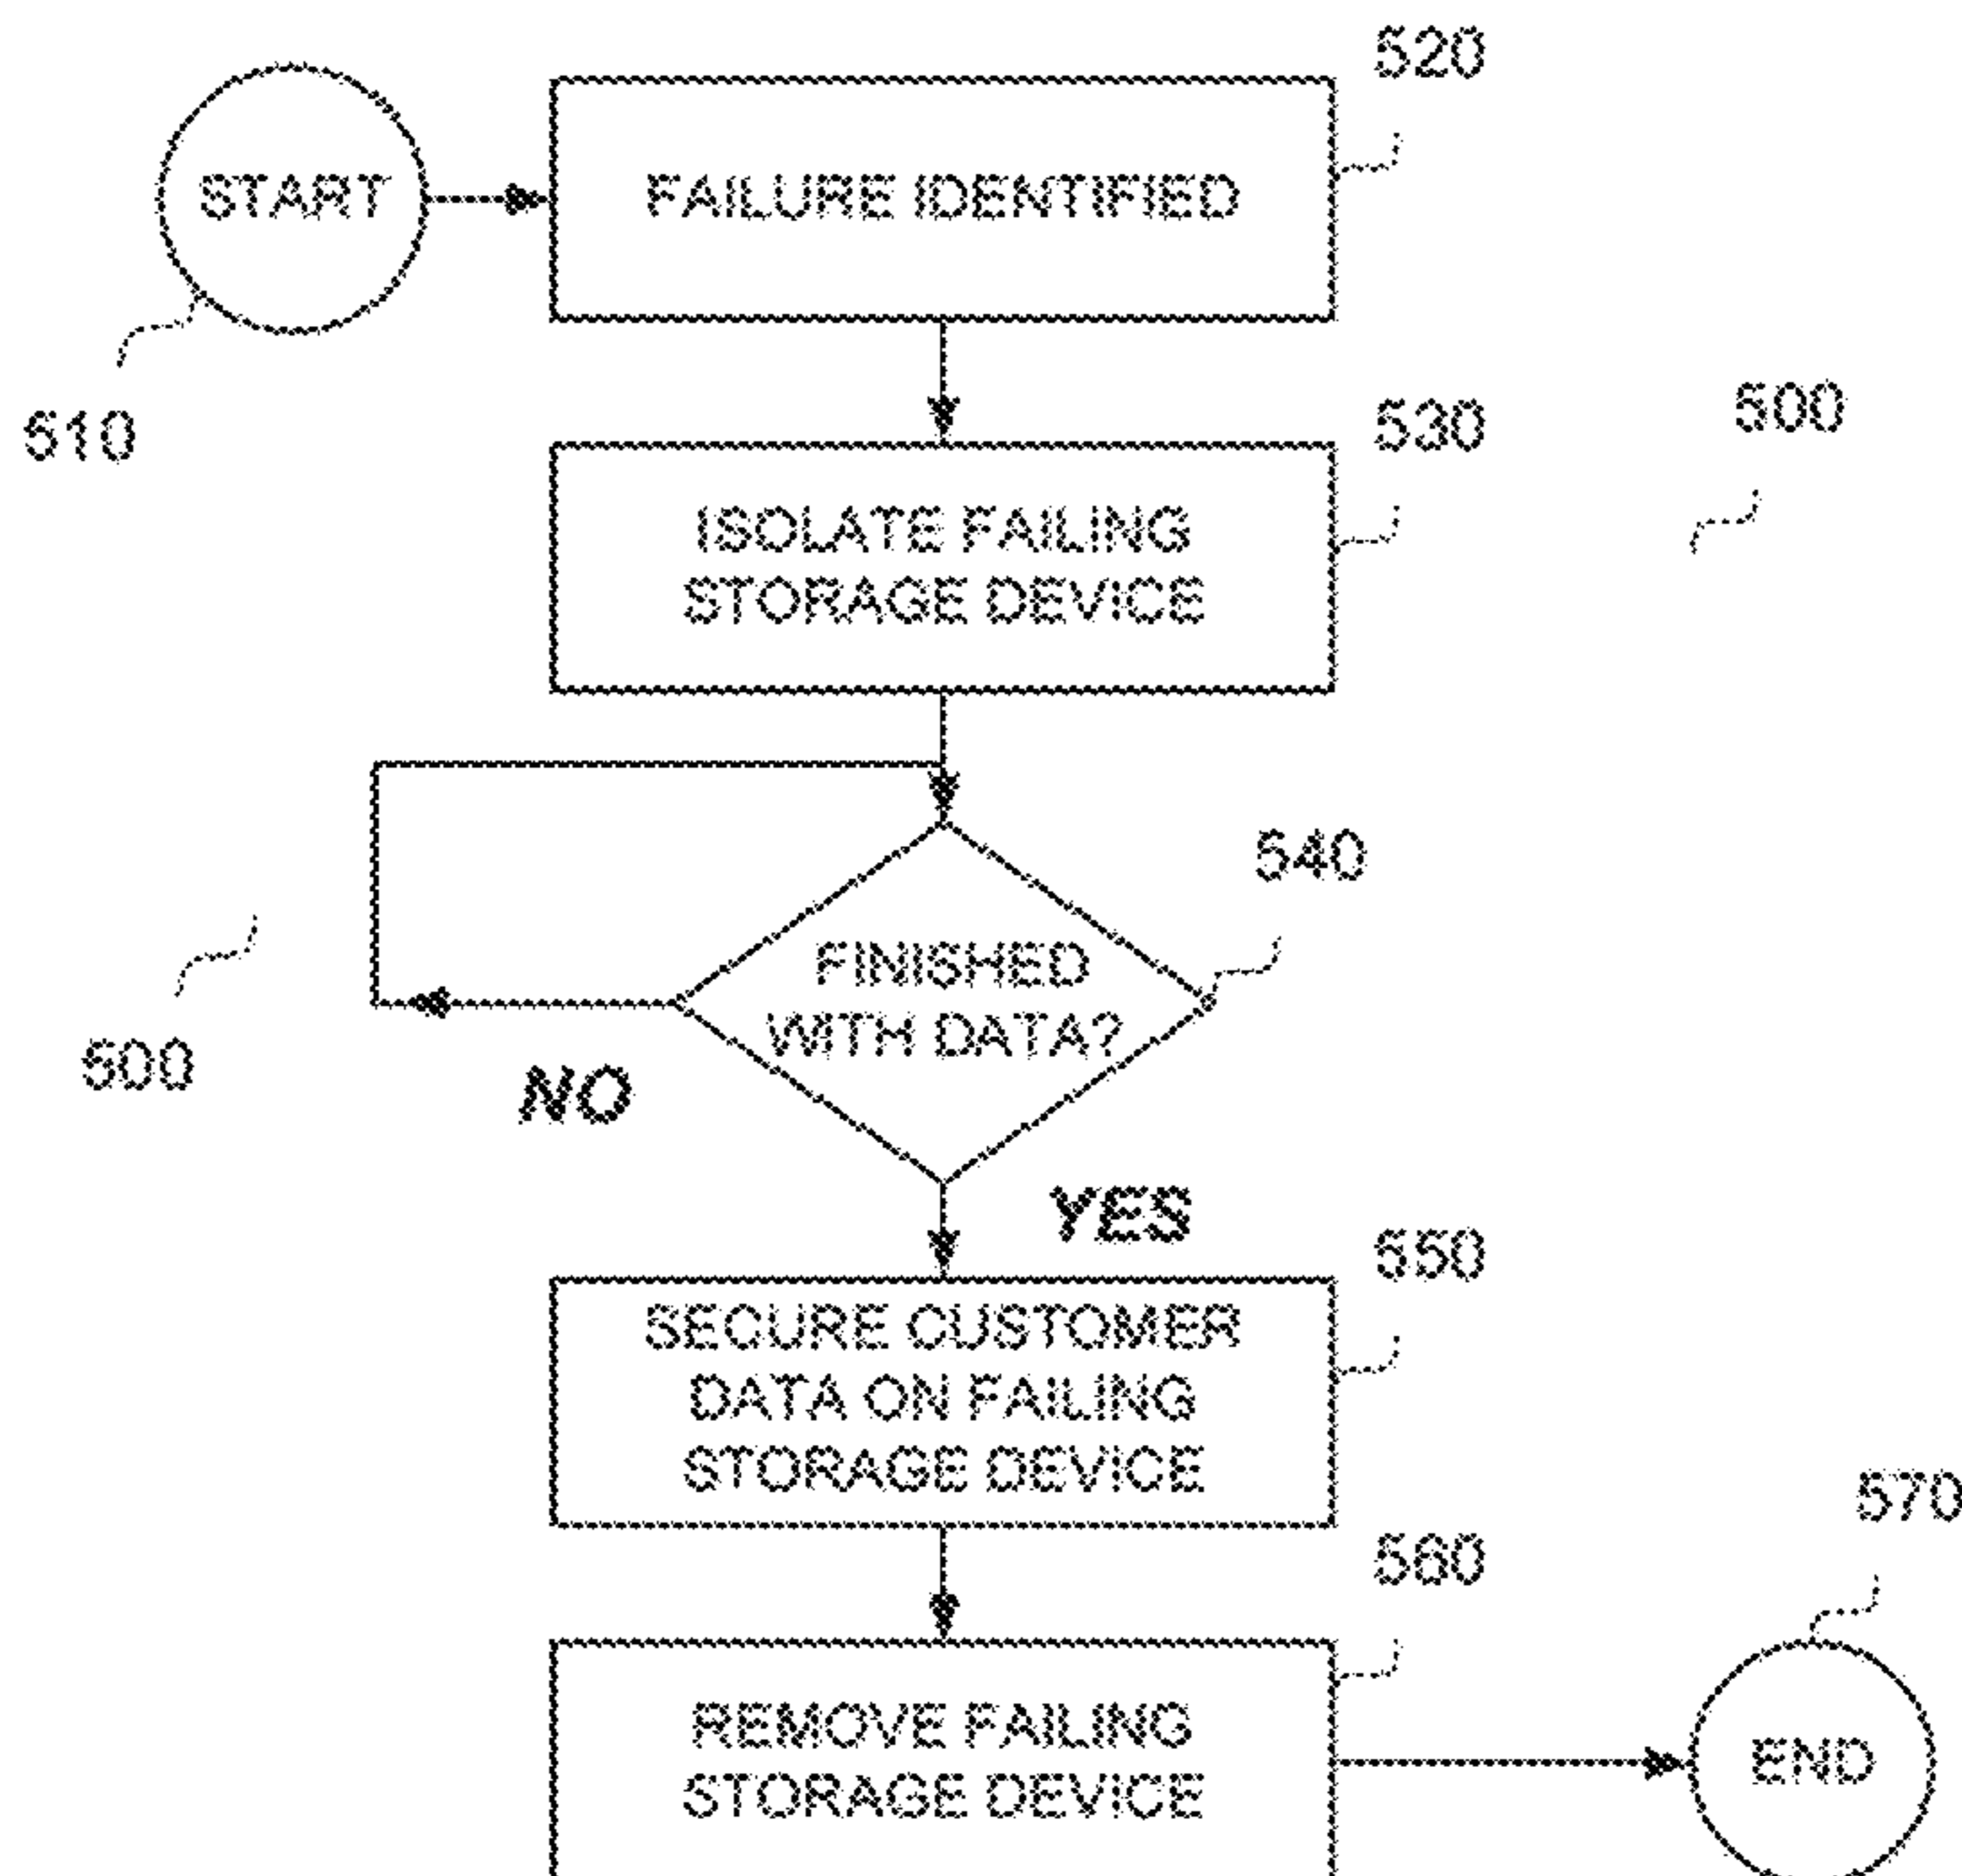 520
START
FAILURE IDENTIFIED
510
530
500
ISOLATE FAILING
STORAGE DEVICE
540
FINISHED
WITH DATA?
500
NO
YES
550
SECURE CUSTOMER
DATA ON FAILING
STORAGE DEVICE
570
560
REMOVE FAILING
STORAGE DEVICE
END